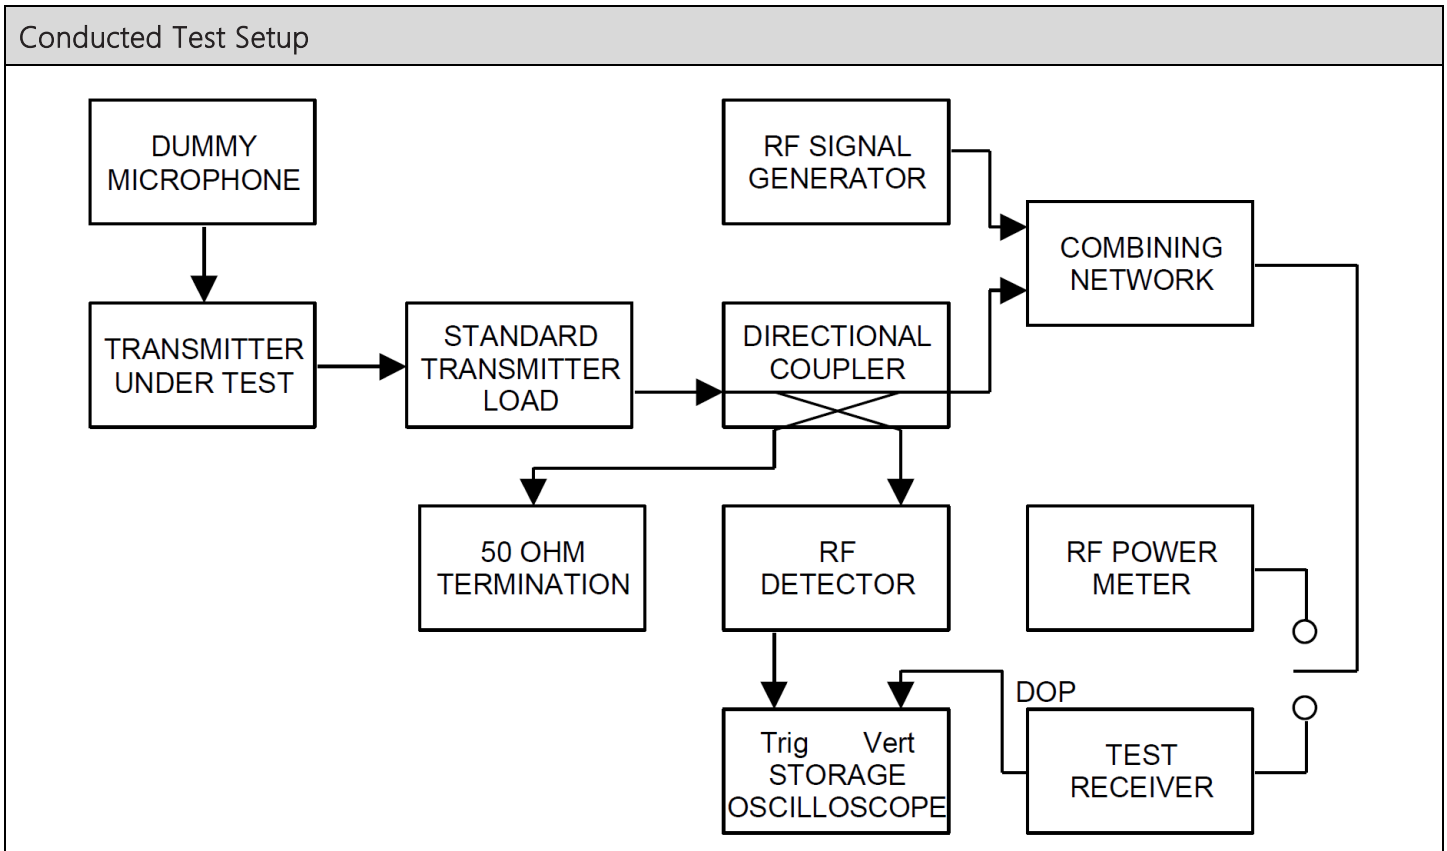 Conducted Test Setup
DUMMY
MICROPHONE
RF SIGNAL
GENERATOR
COMBINING
NETWORK
TRANSMITTER
UNDER TEST
STANDARD
TRANSMITTER
LOAD
DIRECTIONAL
COUPLER
50 OHM
TERMINATION
RF
DETECTOR
RF POWER
METER
DOP
Trig Vert
STORAGE
OSCILLOSCOPE
TEST
RECEIVER